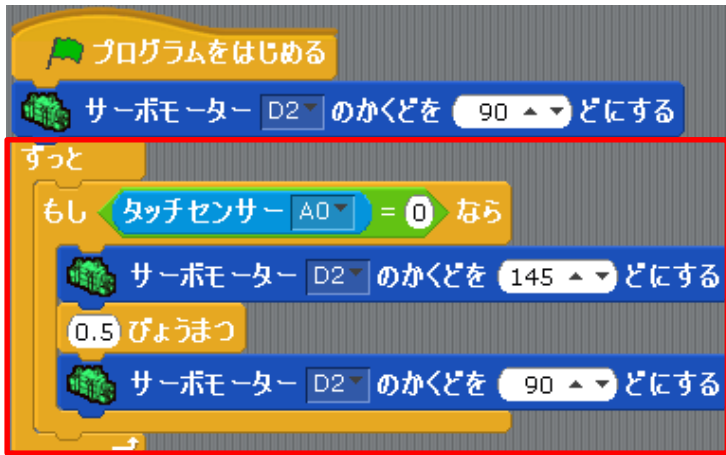 プログラムをはじめる
サーボモーター D2 のかくどを 90 どにする
ずっと
もし タッチセンサー A0 = 0 なら
サーボモーター D2 のかくどを 145 どにする
0.5 びょうまつ
サーボモーター D2 のかくどを 90 どにする